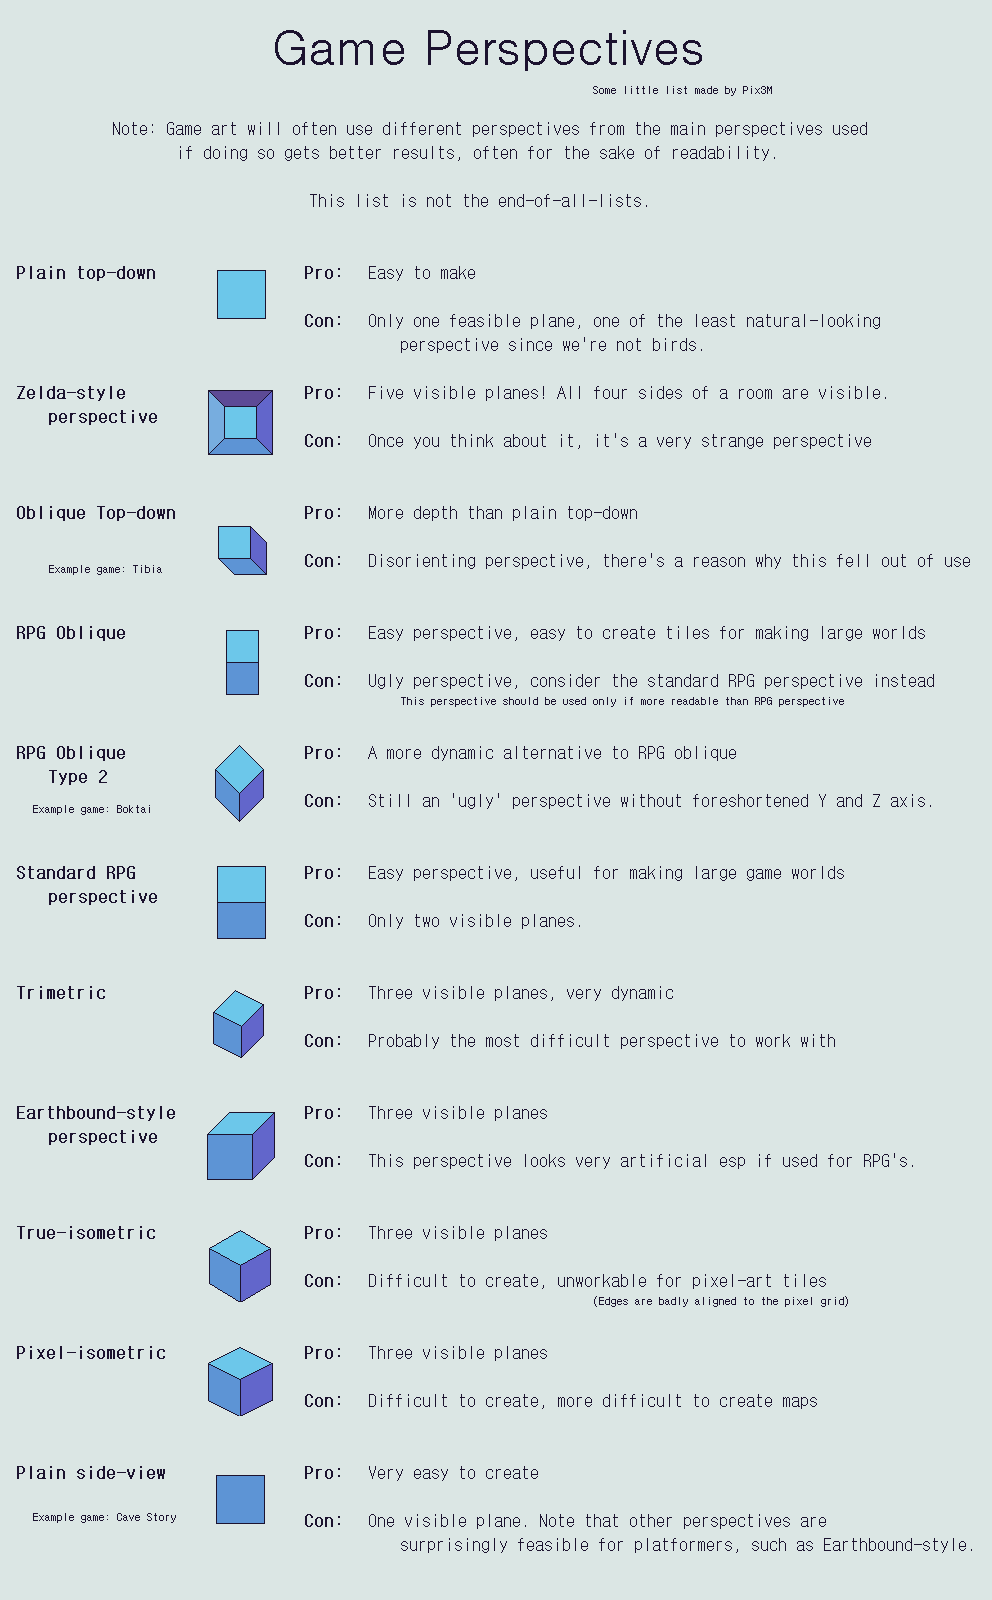 Game Perspectives
Some little list made by Pix3M
Note: Game art will often use different perspectives from the main perspectives used
if doing so gets better results, often for the sake of readability.
This list is not the end-of-all-lists.
Plain top-down
Pro: Easy to make
Con: Only one feasible plane, one of the least natural-looking
perspective since we're not birds.
Zelda-style
perspective
Pro: Five visible planes! All four sides of a room are visible.
Con: Once you think about it, it's a very strange perspective
Oblique Top-down
Example game: Tibia
Pro: More depth than plain top-down
Con: Disorienting perspective, there's a reason why this fell out of use
RPG Oblique
Pro: Easy perspective, easy to create tiles for making large worlds
Con: Ugly perspective, consider the standard RPG perspective instead
This perspective should be used only if more readable than RPG perspective
RPG Oblique
Type 2
Example game: Boktai
Pro: A more dynamic alternative to RPG oblique
Con: Still an 'ugly' perspective without foreshortened Y and Z axis.
Standard RPG
perspective
Pro: Easy perspective, useful for making large game worlds
Con: Only two visible planes.
Trimetric
Pro: Three visible planes, very dynamic
Con: Probably the most difficult perspective to work with
Earthbound-style
perspective
Pro: Three visible planes
Con: This perspective looks very artificial esp if used for RPG's.
True-isometric
Pro: Three visible planes
Con: Difficult to create, unworkable for pixel-art tiles
(Edges are badly aligned to the pixel grid)
Pixel-isometric
Pro: Three visible planes
Con: Difficult to create, more difficult to create maps
Plain side-view
Example game: Cave Story
Pro: Very easy to create
Con: One visible plane. Note that other perspectives are
surprisingly feasible for platformers, such as Earthbound-style.